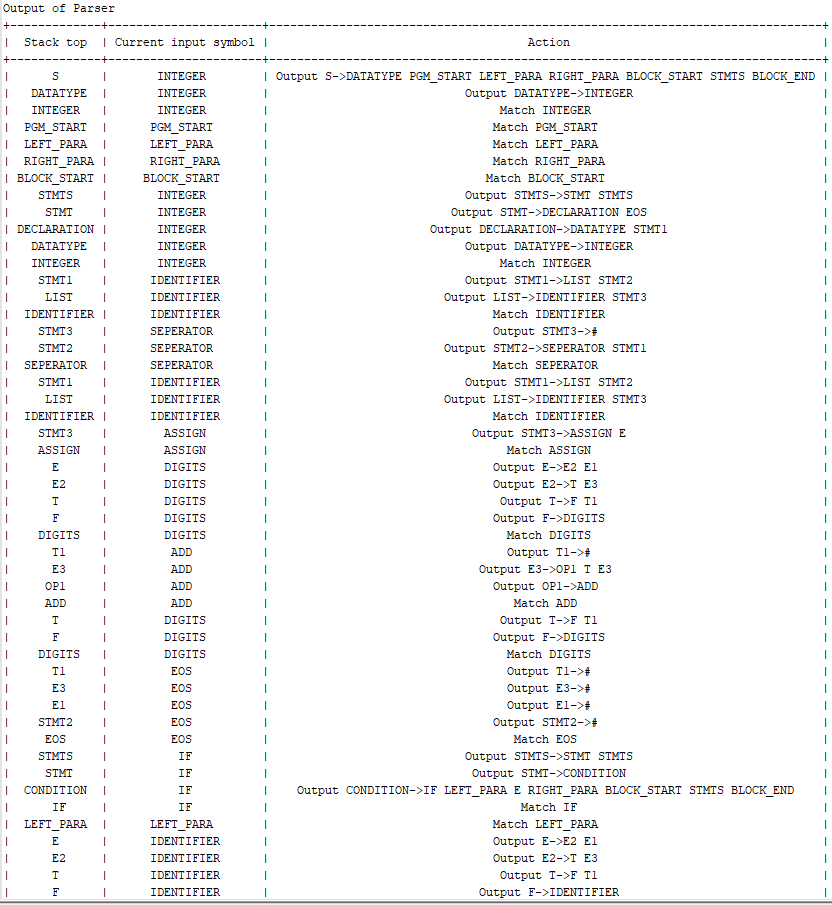 Output of Parser
| Stack top | Current input symbol | Action |
| S | INTEGER | Output S->DATATYPE PGM_START LEFT_PARA RIGHT_PARA BLOCK_START STMTS BLOCK_END |
| DATATYPE | INTEGER | Output DATATYPE->INTEGER |
| INTEGER | INTEGER | Match INTEGER |
| PGM_START | PGM_START | Match PGM_START |
| LEFT_PARA | LEFT_PARA | Match LEFT_PARA |
| RIGHT_PARA | RIGHT_PARA | Match RIGHT_PARA |
| BLOCK_START | BLOCK_START | Match BLOCK_START |
| STMTS | INTEGER | Output STMTS->STMT STMTS |
| STMT | INTEGER | Output STMT->DECLARATION EOS |
| DECLARATION | INTEGER | Output DECLARATION->DATATYPE STMT1 |
| DATATYPE | INTEGER | Output DATATYPE->INTEGER |
| INTEGER | INTEGER | Match INTEGER |
| STMT1 | IDENTIFIER | Output STMT1->LIST STMT2 |
| LIST | IDENTIFIER | Output LIST->IDENTIFIER STMT3 |
| IDENTIFIER | IDENTIFIER | Match IDENTIFIER |
| STMT3 | SEPERATOR | Output STMT3->#  |
| STMT2 | SEPERATOR | Output STMT2->SEPERATOR STMT1 |
| SEPERATOR | SEPERATOR | Match SEPERATOR |
| STMT1 | IDENTIFIER | Output STMT1->LIST STMT2 |
| LIST | IDENTIFIER | Output LIST->IDENTIFIER STMT3 |
| IDENTIFIER | IDENTIFIER | Match IDENTIFIER |
| STMT3 | ASSIGN | Output STMT3->ASSIGN E |
| ASSIGN | ASSIGN | Match ASSIGN |
| E | DIGITS | Output E->E2 E1 |
| E2 | DIGITS | Output E2->T E3 |
| T | DIGITS | Output T->F T1 |
| F | DIGITS | Output F->DIGITS |
| DIGITS | DIGITS | Match DIGITS |
| T1 | ADD | Output T1->#  |
| E3 | ADD | Output E3->OP1 T E3 |
| OP1 | ADD | Output OP1->ADD |
| ADD | ADD | Match ADD |
| T | DIGITS | Output T->F T1 |
| F | DIGITS | Output F->DIGITS |
| DIGITS | DIGITS | Match DIGITS |
| T1 | EOS | Output T1->#  |
| E3 | EOS | Output E3->#  |
| E1 | EOS | Output E1->#  |
| STMT2 | EOS | Output STMT2->#  |
| EOS | EOS | Match EOS |
| STMTS | IF | Output STMTS->STMT STMTS |
| STMT | IF | Output STMT->CONDITION |
| CONDITION | IF | Output CONDITION->IF LEFT_PARA E RIGHT_PARA BLOCK_START STMTS BLOCK_END |
| IF | IF | Match IF |
| LEFT_PARA | LEFT_PARA | Match LEFT_PARA |
| E | IDENTIFIER | Output E->E2 E1 |
| E2 | IDENTIFIER | Output E2->T E3 |
| T | IDENTIFIER | Output T->F T1 |
| F | IDENTIFIER | Output F->IDENTIFIER |